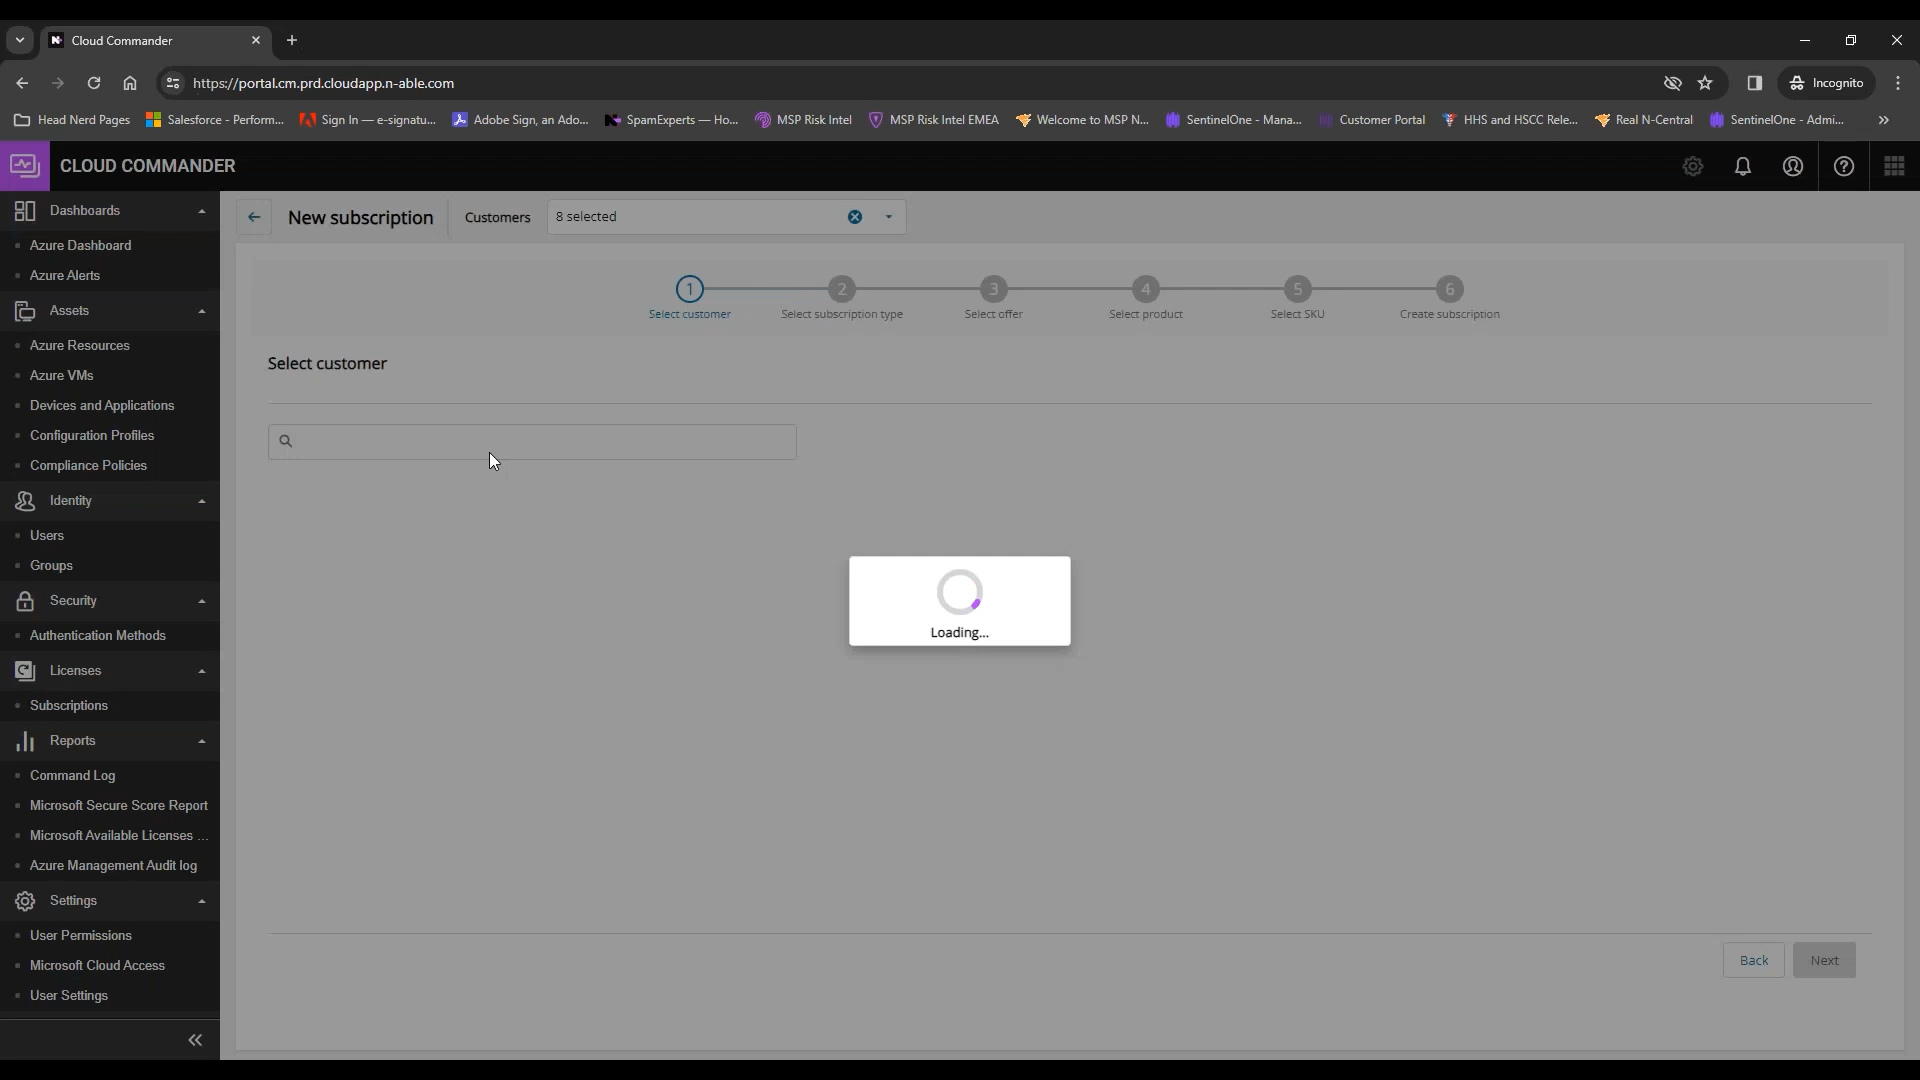 Cloud Commander
https://portal.cm.prd.cloudapp.n-able.com
Incognito
Head Nerd Pages
Salesforce - Perform...
Sign In — e-signatu...
Adobe Sign, an Ado...
SpamExperts — Ho...
MSP Risk Intel
MSP Risk Intel EMEA
Welcome to MSP N...
SentinelOne - Mana...
Customer Portal
HHS and HSCC Rele...
Real N-Central
SentinelOne - Admi...
CLOUD COMMANDER
Dashboards
Azure Dashboard
Azure Alerts
Assets
Azure Resources
Azure VMs
Devices and Applications
Configuration Profiles
Compliance Policies
Identity
Users
Groups
Security
Authentication Methods
Licenses
Subscriptions
Reports
Command Log
Microsoft Secure Score Report
Microsoft Available Licenses ...
Azure Management Audit log
Settings
User Permissions
Microsoft Cloud Access
User Settings
New subscription
Customers
8 selected
1
Select customer
2
Select subscription type
3
Select offer
4
Select product
5
Select SKU
6
Create subscription
Select customer
Loading...
Back
Next